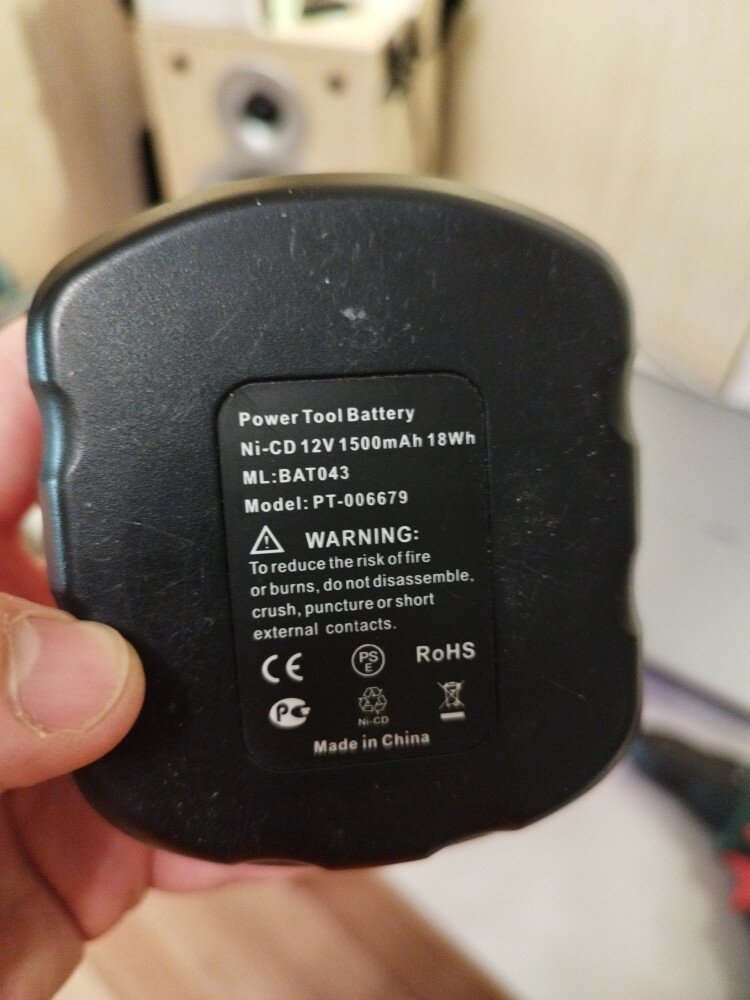 Power Tool Battery
Ni-CD 12V 1500mAh 18Wh
ML:BAT043
Model: PT-006679
WARNING:
To reduce the risk of fire
or burns, do not disassemble,
crush, puncture or short
external contacts.
CE PSE RoHS
PC Ni-CD
Made in China